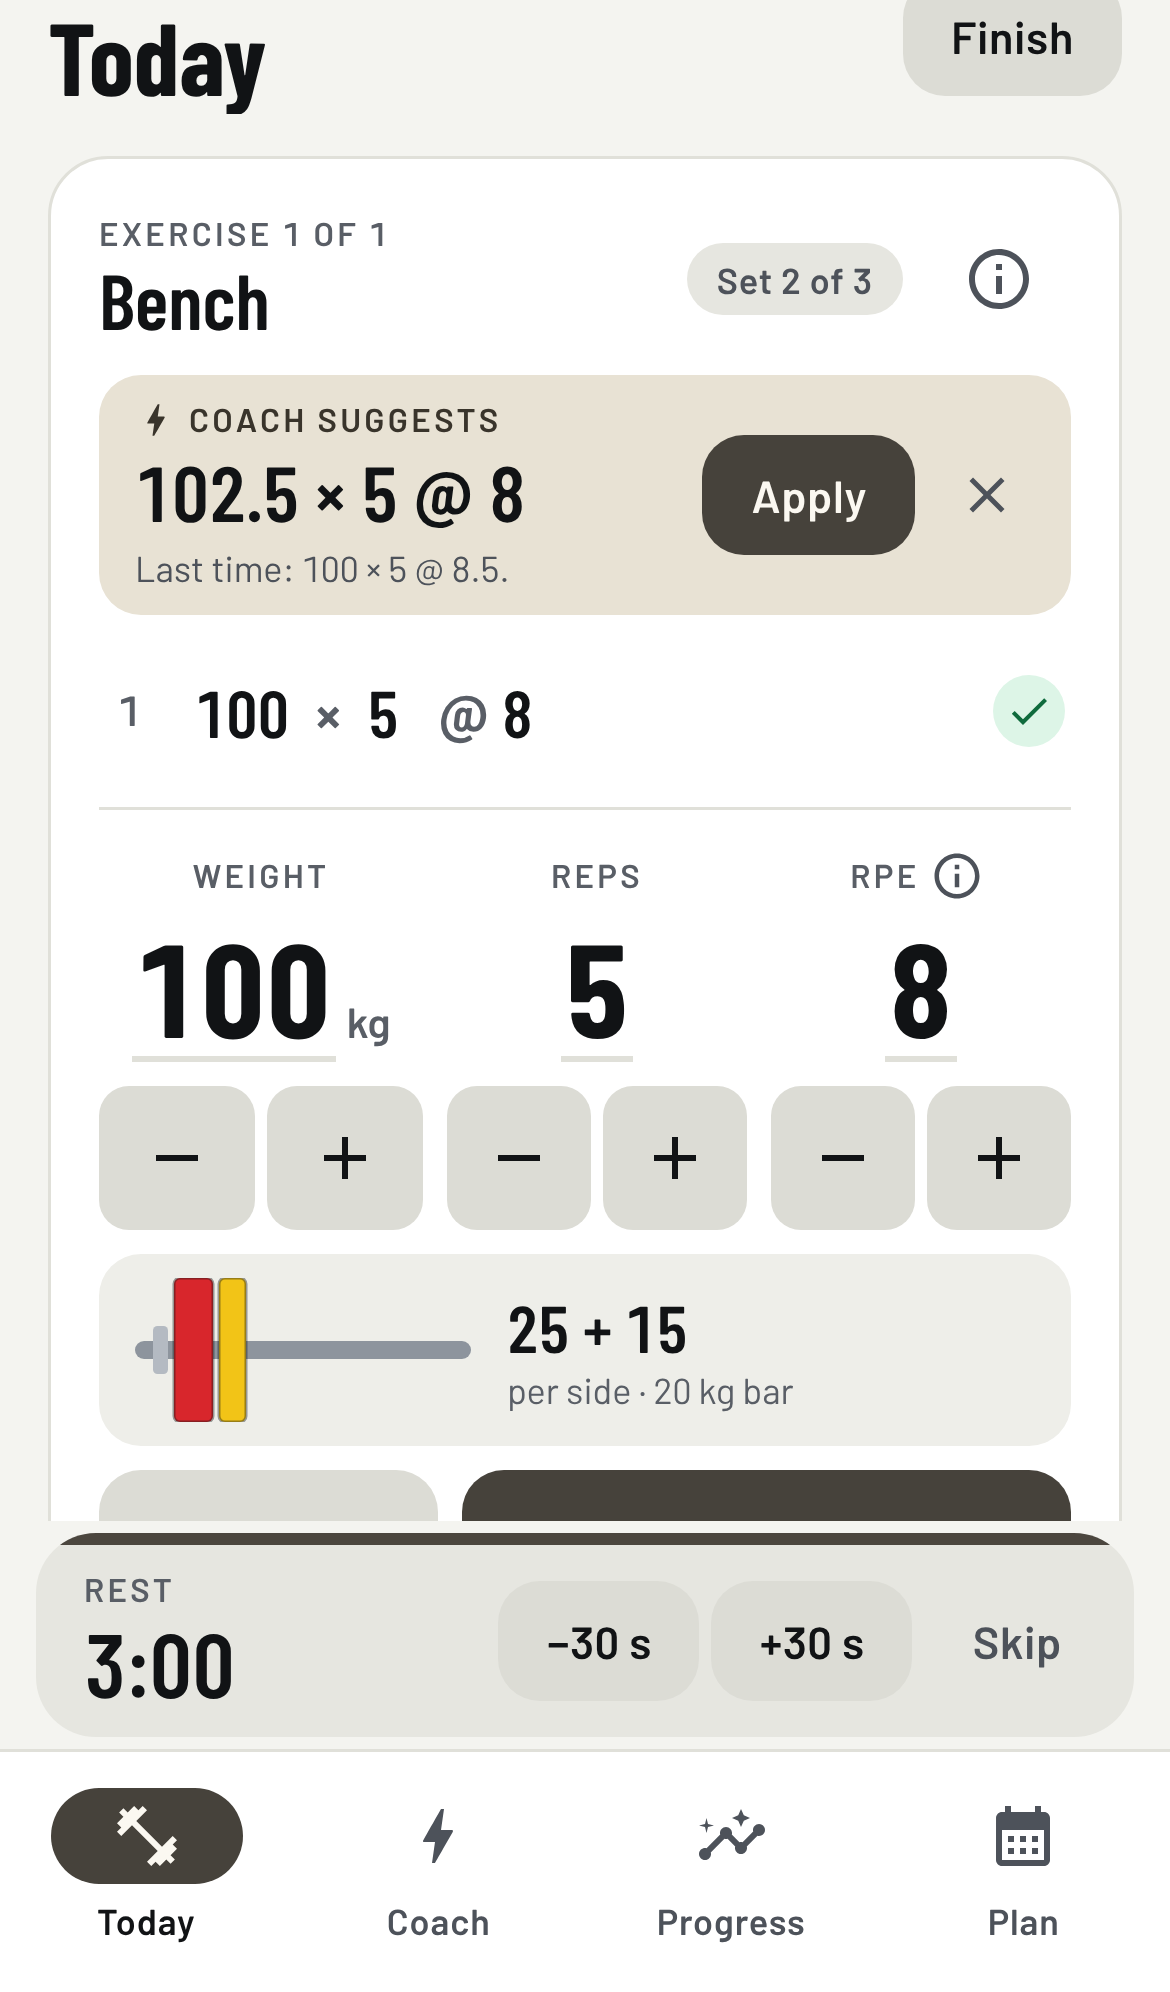 Today
Finish
EXERCISE 1 OF 1
Bench
Set 2 of 3
COACH SUGGESTS
102.5 × 5 @ 8
Last time: 100 × 5 @ 8.5.
Apply
1 100 × 5 @ 8
WEIGHT REPS RPE
100 kg 5 8
25 + 15
per side · 20 kg bar
REST
3:00
−30 s +30 s Skip
Today Coach Progress Plan